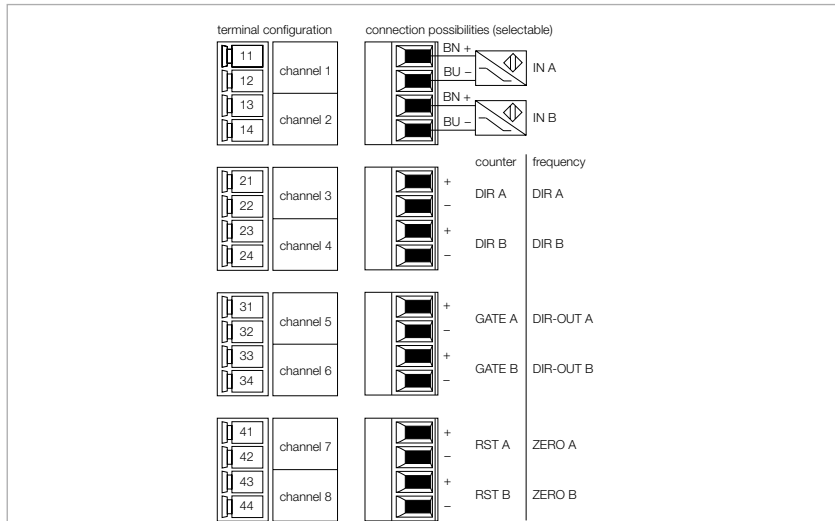 terminal configuration
connection possibilities (selectable)
11
12
channel 1
13
14
channel 2
BN +
BU –
IN A
BN +
BU –
IN B
counter
frequency
21
22
channel 3
23
24
channel 4
+
–
DIR A
DIR A
+
–
DIR B
DIR B
31
32
channel 5
33
34
channel 6
+
–
GATE A
DIR-OUT A
+
–
GATE B
DIR-OUT B
41
42
channel 7
43
44
channel 8
+
–
RST A
ZERO A
+
–
RST B
ZERO B